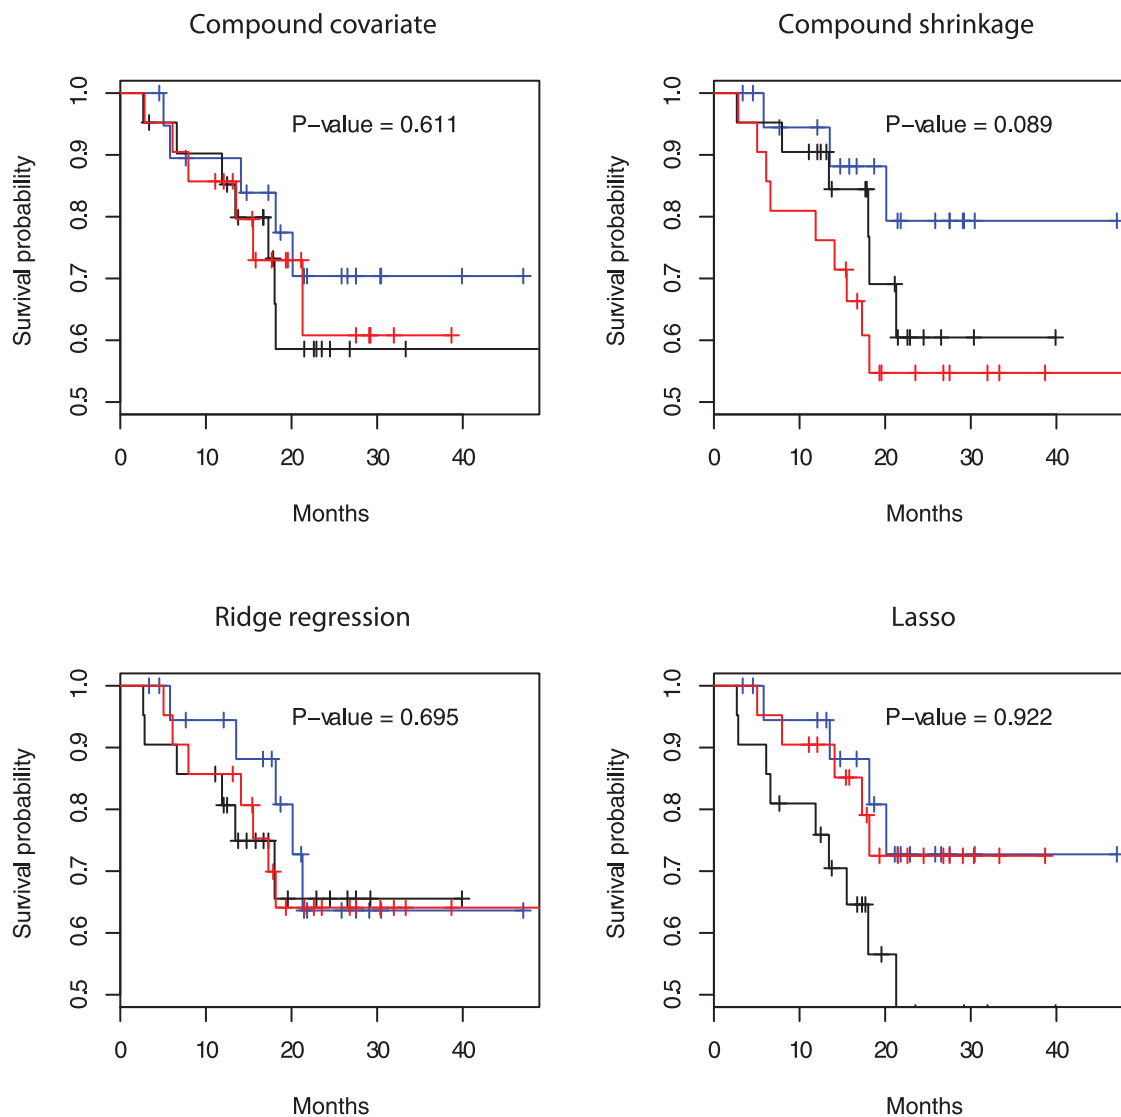 Compound covariate
P-value = 0.611
Survival probability
1.0
0.9
0.8
0.7
0.6
0.5
0 10 20 30 40
Months
Compound shrinkage
P-value = 0.089
Survival probability
1.0
0.9
0.8
0.7
0.6
0.5
0 10 20 30 40
Months
Ridge regression
P-value = 0.695
Survival probability
1.0
0.9
0.8
0.7
0.6
0.5
0 10 20 30 40
Months
Lasso
P-value = 0.922
Survival probability
1.0
0.9
0.8
0.7
0.6
0.5
0 10 20 30 40
Months